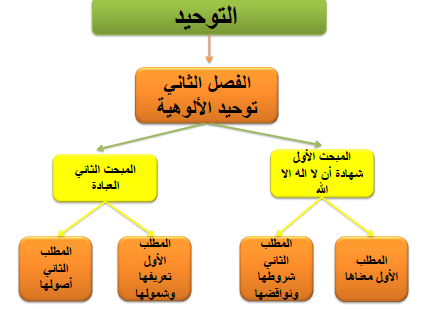 التوحيد
الفصل الثاني
توحيد الألوهية
المبحث الأول
شهادة أن لا اله الا
الله
المبحث الثاني
العبادة
المطلب
الأول معناها
المطلب
الثاني
شروطها
ونواقضها
المطلب
الأول
تعريفها
وشمولها
المطلب
الثاني
أصولها